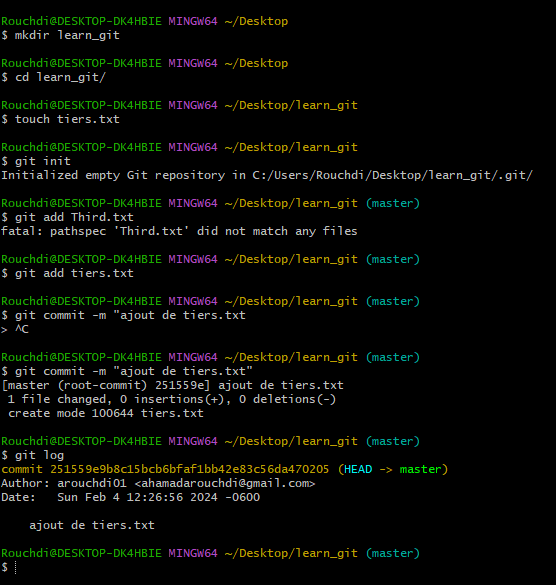 Rouchdi@DESKTOP-DK4HBIE MINGW64 ~/Desktop
$ mkdir learn_git
Rouchdi@DESKTOP-DK4HBIE MINGW64 ~/Desktop
$ cd learn_git/
Rouchdi@DESKTOP-DK4HBIE MINGW64 ~/Desktop/learn_git
$ touch tiers.txt
Rouchdi@DESKTOP-DK4HBIE MINGW64 ~/Desktop/learn_git
$ git init
Initialized empty Git repository in C:/Users/Rouchdi/Desktop/learn_git/.git/
Rouchdi@DESKTOP-DK4HBIE MINGW64 ~/Desktop/learn_git (master)
$ git add Third.txt
fatal: pathspec 'Third.txt' did not match any files
Rouchdi@DESKTOP-DK4HBIE MINGW64 ~/Desktop/learn_git (master)
$ git add tiers.txt
Rouchdi@DESKTOP-DK4HBIE MINGW64 ~/Desktop/learn_git (master)
$ git commit -m "ajout de tiers.txt
> ^C
Rouchdi@DESKTOP-DK4HBIE MINGW64 ~/Desktop/learn_git (master)
$ git commit -m "ajout de tiers.txt"
[master (root-commit) 251559e] ajout de tiers.txt
 1 file changed, 0 insertions(+), 0 deletions(-)
 create mode 100644 tiers.txt
Rouchdi@DESKTOP-DK4HBIE MINGW64 ~/Desktop/learn_git (master)
$ git log
commit 251559e9b8c15bcb6bfaf1bb42e83c56da470205 (HEAD -> master)
Author: arouchdi01 <ahamadarouchdi@gmail.com>
Date:   Sun Feb 4 12:26:56 2024 -0600
    ajout de tiers.txt
Rouchdi@DESKTOP-DK4HBIE MINGW64 ~/Desktop/learn_git (master)
$